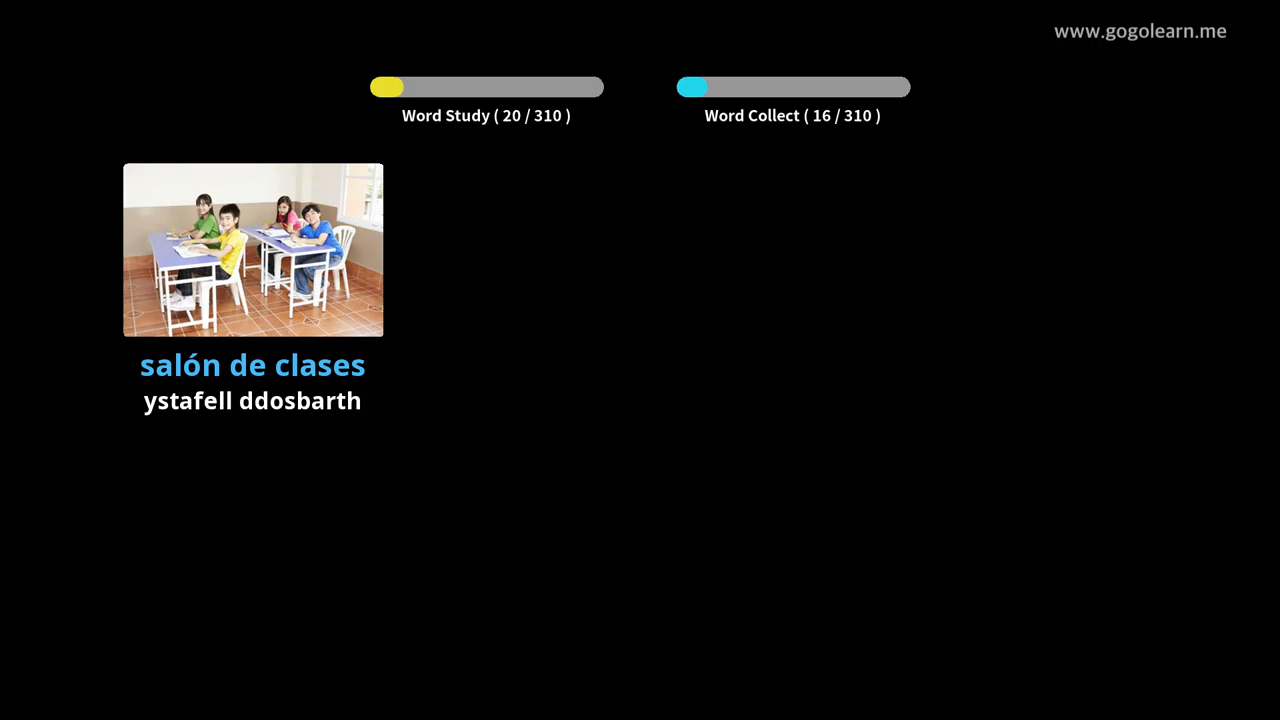 www.gogolearn.me
Word Study ( 20 / 310 )
Word Collect ( 16 / 310 )
salón de clases
ystafell ddosbarth